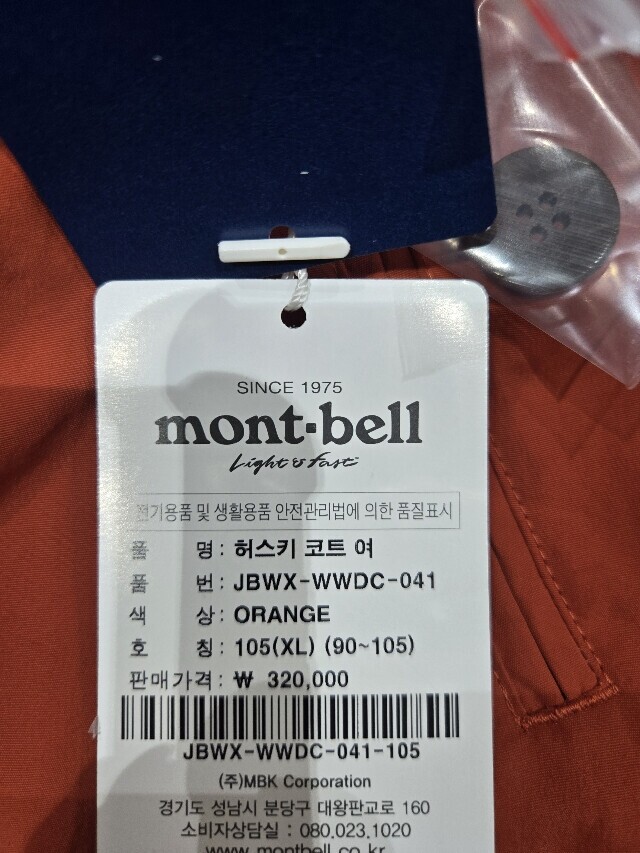 SINCE 1975
mont-bell
Light & Fast
전기용품 및 생활용품 안전관리법에 의한 품질표시
품 명 : 허스키 코트 여
품 번 : JBWX-WWDC-041
색 상 : ORANGE
호 칭 : 105(XL) (90~105)
판매가격 : ₩ 320,000
JBWX-WWDC-041-105
(주)MBK Corporation
경기도 성남시 분당구 대왕판교로 160
소비자상담실 : 080.023.1020
www.montbell.co.kr